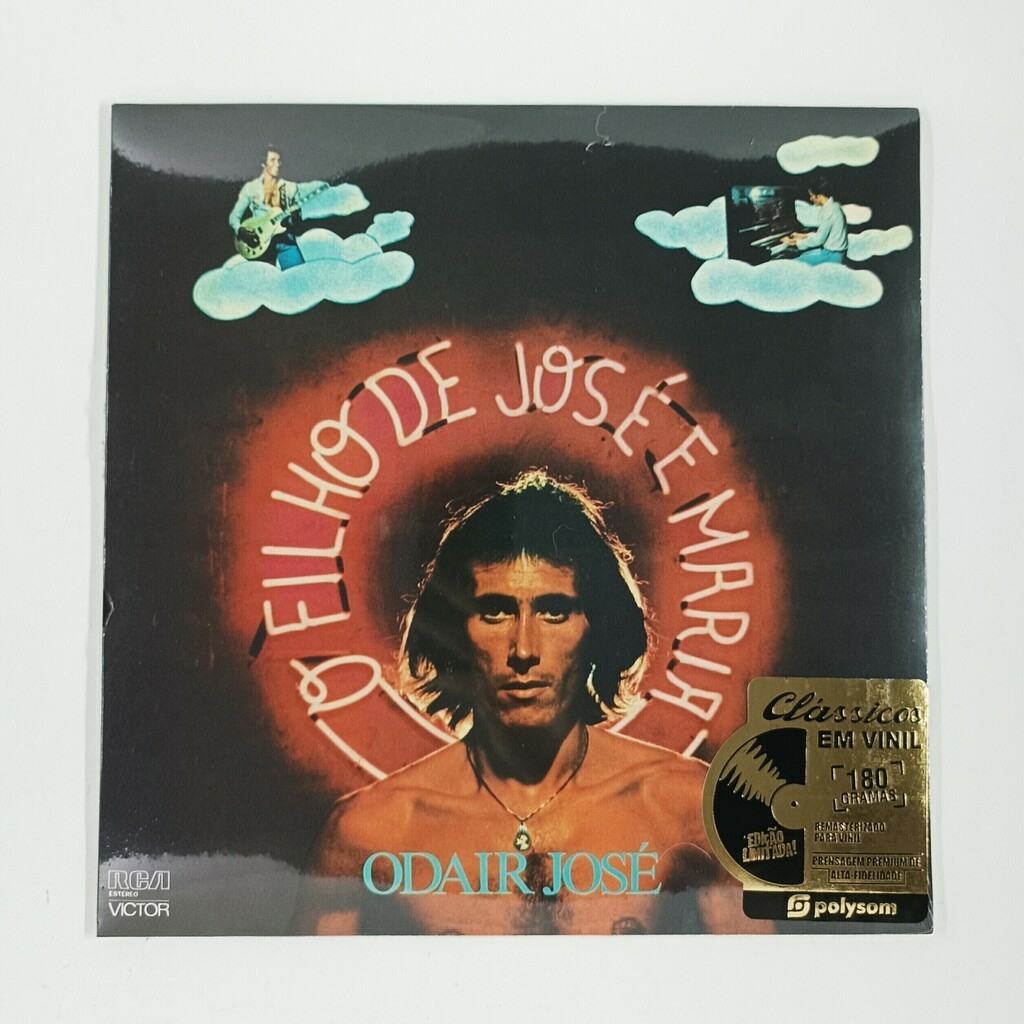 O FILHO DE JOSÉ E MARIA
ODAIR JOSÉ
RCA
ESTÉREO
VICTOR
Clássicos
EM VINIL
180
GRAMAS
REMASTERIZADO
PARA VINIL
EDIÇÃO
LIMITADA!
PRENSAGEM PREMIUM DE
ALTA-FIDELIDADE
polysom